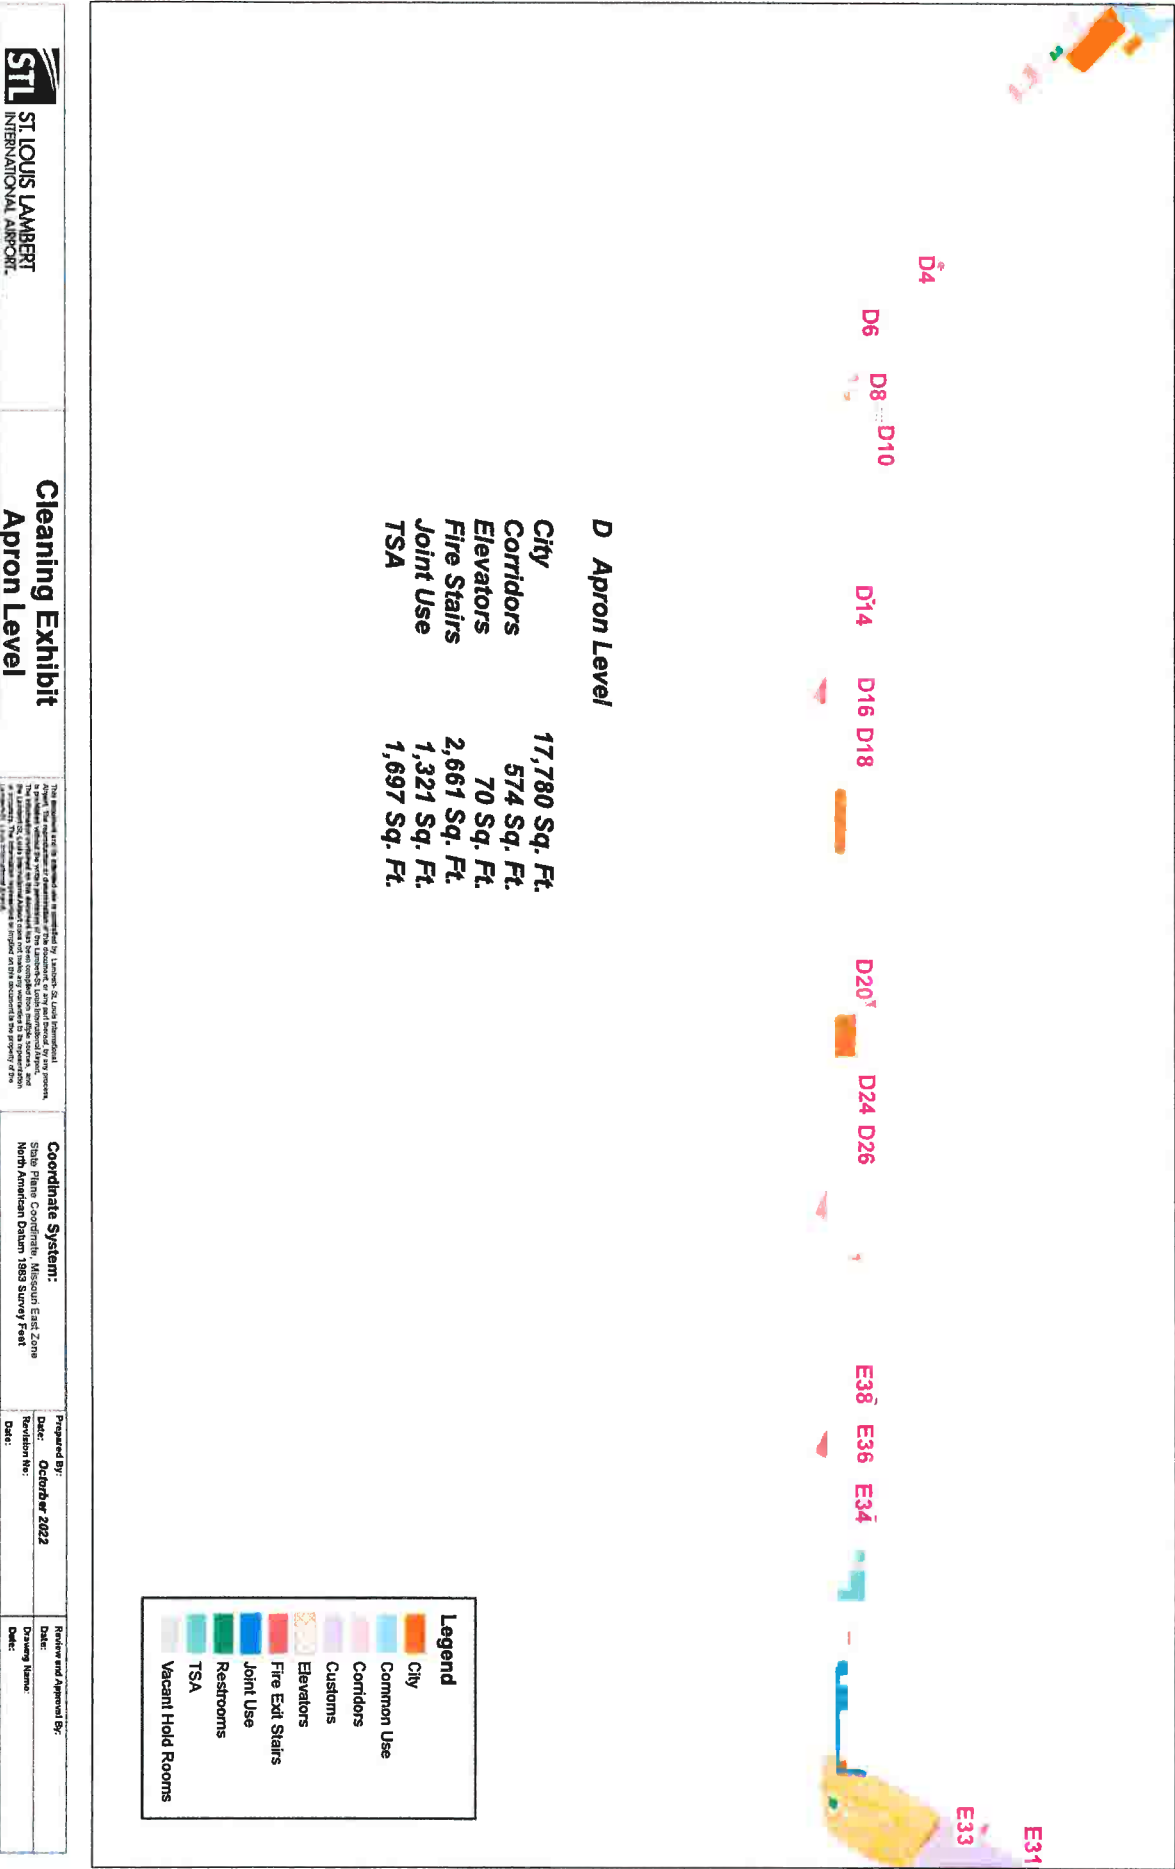 D4
D6
D8
D10
D14
D16 D18
D20
D24 D26
E38 E36 E34
E33
E31
D Apron Level
City 17,780 Sq. Ft.
Corridors 574 Sq. Ft.
Elevators 70 Sq. Ft.
Fire Stairs 2,661 Sq. Ft.
Joint Use 1,321 Sq. Ft.
TSA 1,697 Sq. Ft.
Legend
City
Common Use
Corridors
Customs
Elevators
Fire Exit Stairs
Joint Use
Restrooms
TSA
Vacant Hold Rooms
STL
ST. LOUIS LAMBERT
INTERNATIONAL AIRPORT
Cleaning Exhibit
Apron Level
Coordinate System:
State Plane Coordinate, Missouri East Zone
North American Datum 1983 Survey Feet
Prepared By:
Date: Octorber 2022
Revision No:
Date:
Review and Approval By:
Date:
Drawing Name:
Date: